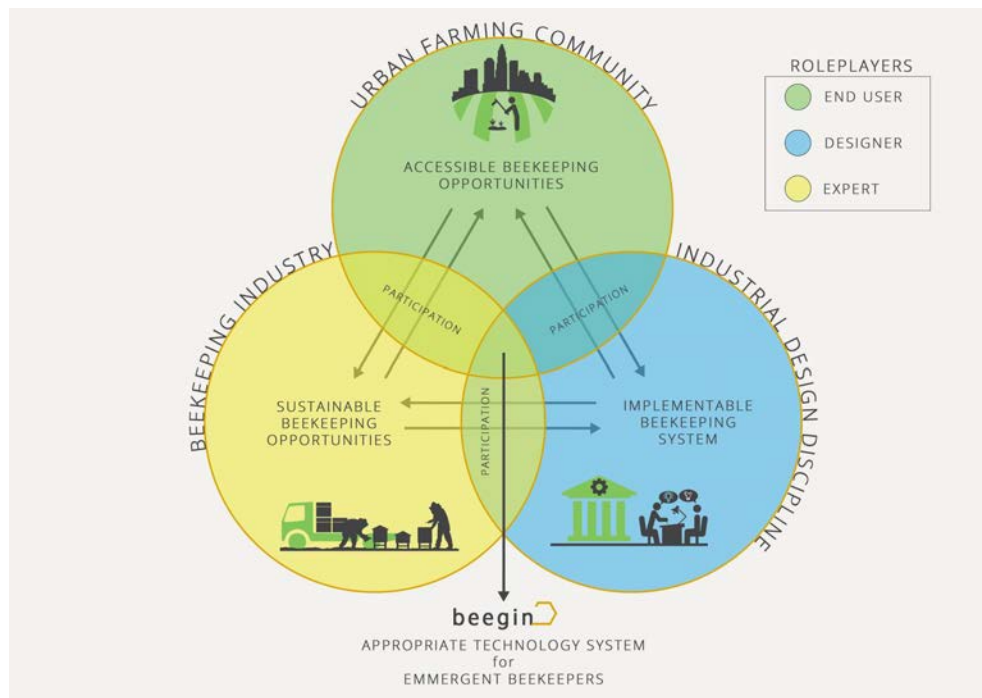 URBAN FARMING COMMUNITY
ROLEPLAYERS
END USER
DESIGNER
EXPERT
ACCESSIBLE BEEKEEPING
OPPORTUNITIES
BEEKEEPING INDUSTRY
INDUSTRIAL DESIGN DISCIPLINE
PARTICIPATION
PARTICIPATION
PARTICIPATION
SUSTAINABLE
BEEKEEPING
OPPORTUNITIES
IMPLEMENTABLE
BEEKEEPING
SYSTEM
beegin
APPROPRIATE TECHNOLOGY SYSTEM
for
EMMERGENT BEEKEEPERS